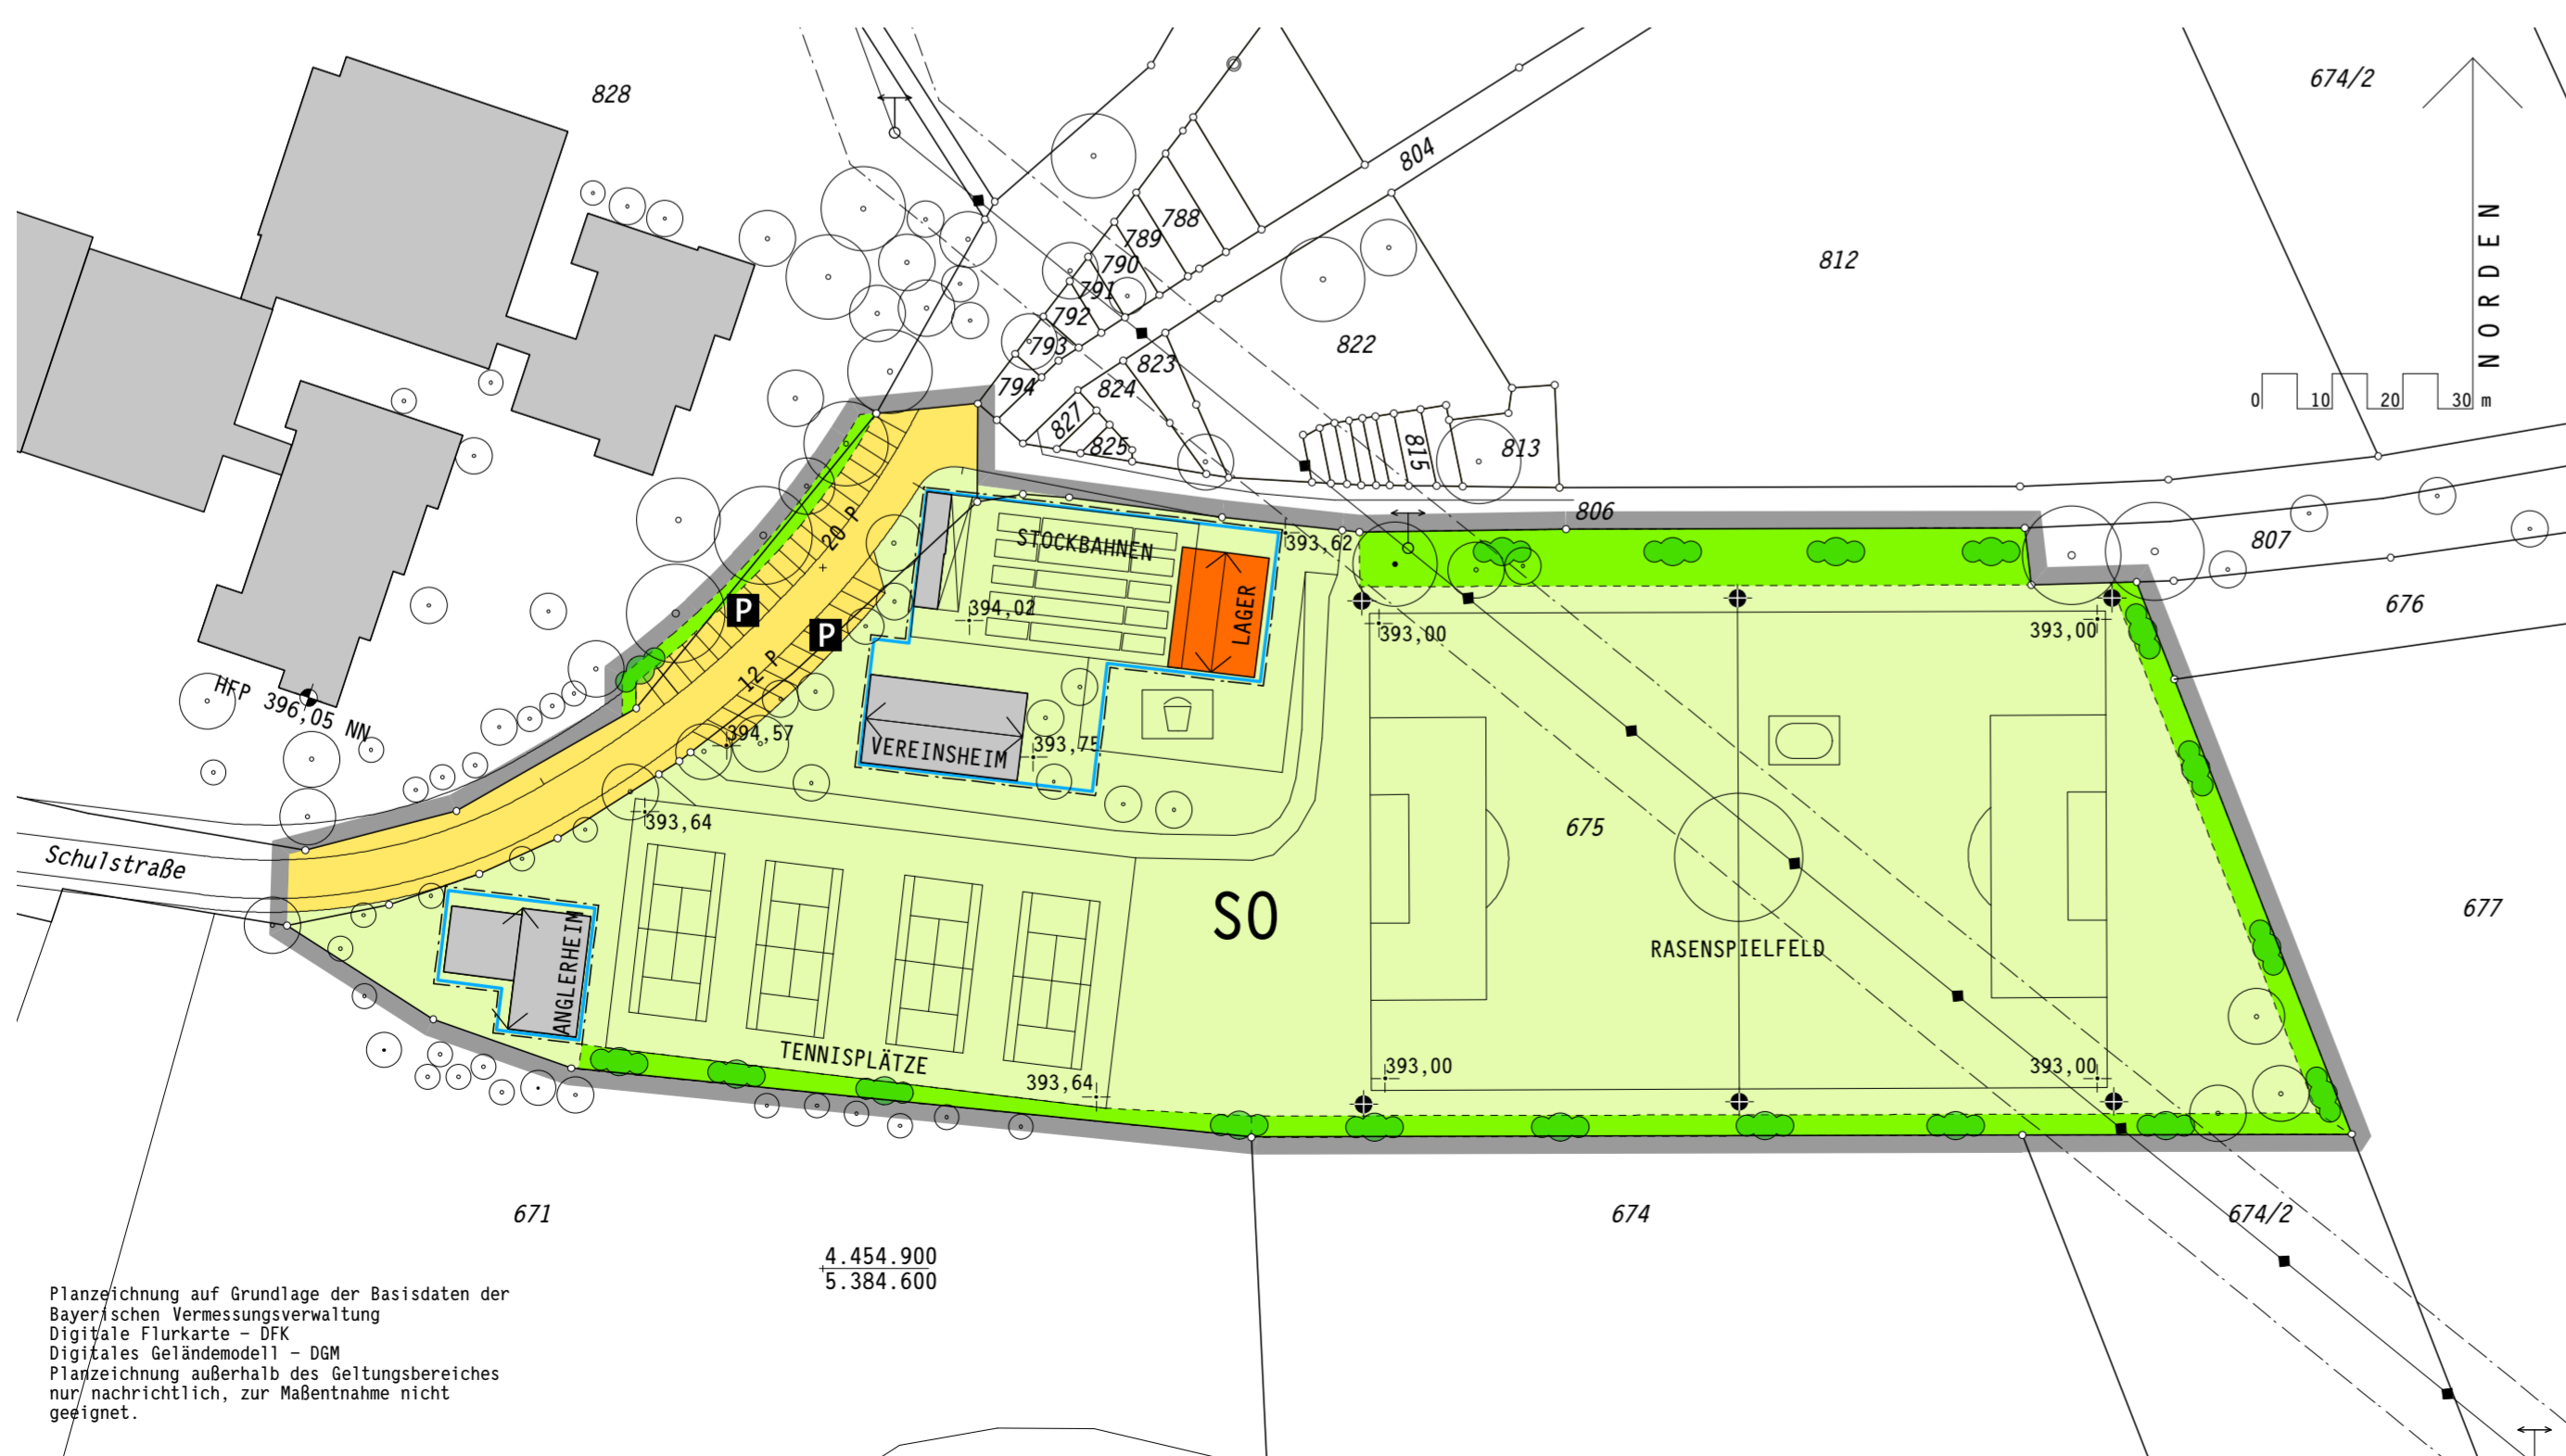 828
674/2
804
NORDEN
0 10 20 30 m
788
789
790
791
792
793
794
812
822
823
824
827
825
815
813
806
807
676
677
20 P
P
P
12 P
STOCKBAHNEN
LAGER
393,62
394,02
393,00
393,00
HFP 396,05 NN
394,57
VEREINSHEIM
393,75
393,64
675
Schulstraße
SO
RASENSPIELFELD
ANGLERHEIM
TENNISPLÄTZE
393,64
393,00
393,00
671
674
674/2
4.454.900
5.384.600
Planzeichnung auf Grundlage der Basisdaten der
Bayerischen Vermessungsverwaltung
Digitale Flurkarte – DFK
Digitales Geländemodell – DGM
Planzeichnung außerhalb des Geltungsbereiches
nur nachrichtlich, zur Maßentnahme nicht
geeignet.